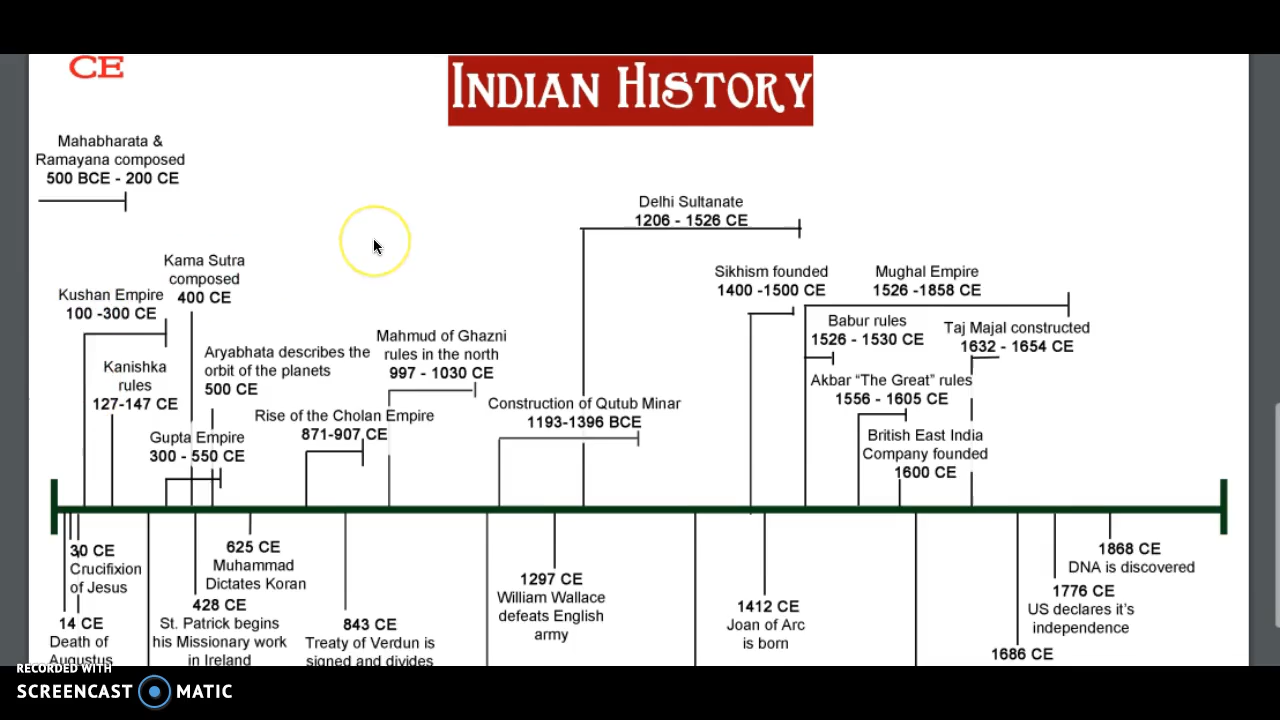 CE
INDIAN HISTORY
Mahabharata &
Ramayana composed
500 BCE - 200 CE
Delhi Sultanate
1206 - 1526 CE
Kama Sutra
composed
400 CE
Sikhism founded
1400 -1500 CE
Mughal Empire
1526 -1858 CE
Kushan Empire
100 -300 CE
Babur rules
1526 - 1530 CE
Taj Majal constructed
1632 - 1654 CE
Mahmud of Ghazni
rules in the north
997 - 1030 CE
Aryabhata describes the
orbit of the planets
500 CE
Kanishka
rules
127-147 CE
Akbar “The Great” rules
1556 - 1605 CE
Construction of Qutub Minar
1193-1396 BCE
Rise of the Cholan Empire
871-907 CE
Gupta Empire
300 - 550 CE
British East India
Company founded
1600 CE
30 CE
Crucifixion
of Jesus
625 CE
Muhammad
Dictates Koran
1297 CE
William Wallace
defeats English
army
1868 CE
DNA is discovered
1776 CE
US declares it's
independence
14 CE
Death of
Augustus
428 CE
St. Patrick begins
his Missionary work
in Ireland
843 CE
Treaty of Verdun is
signed and divides
1412 CE
Joan of Arc
is born
1686 CE
RECORDED WITH
SCREENCAST MATIC